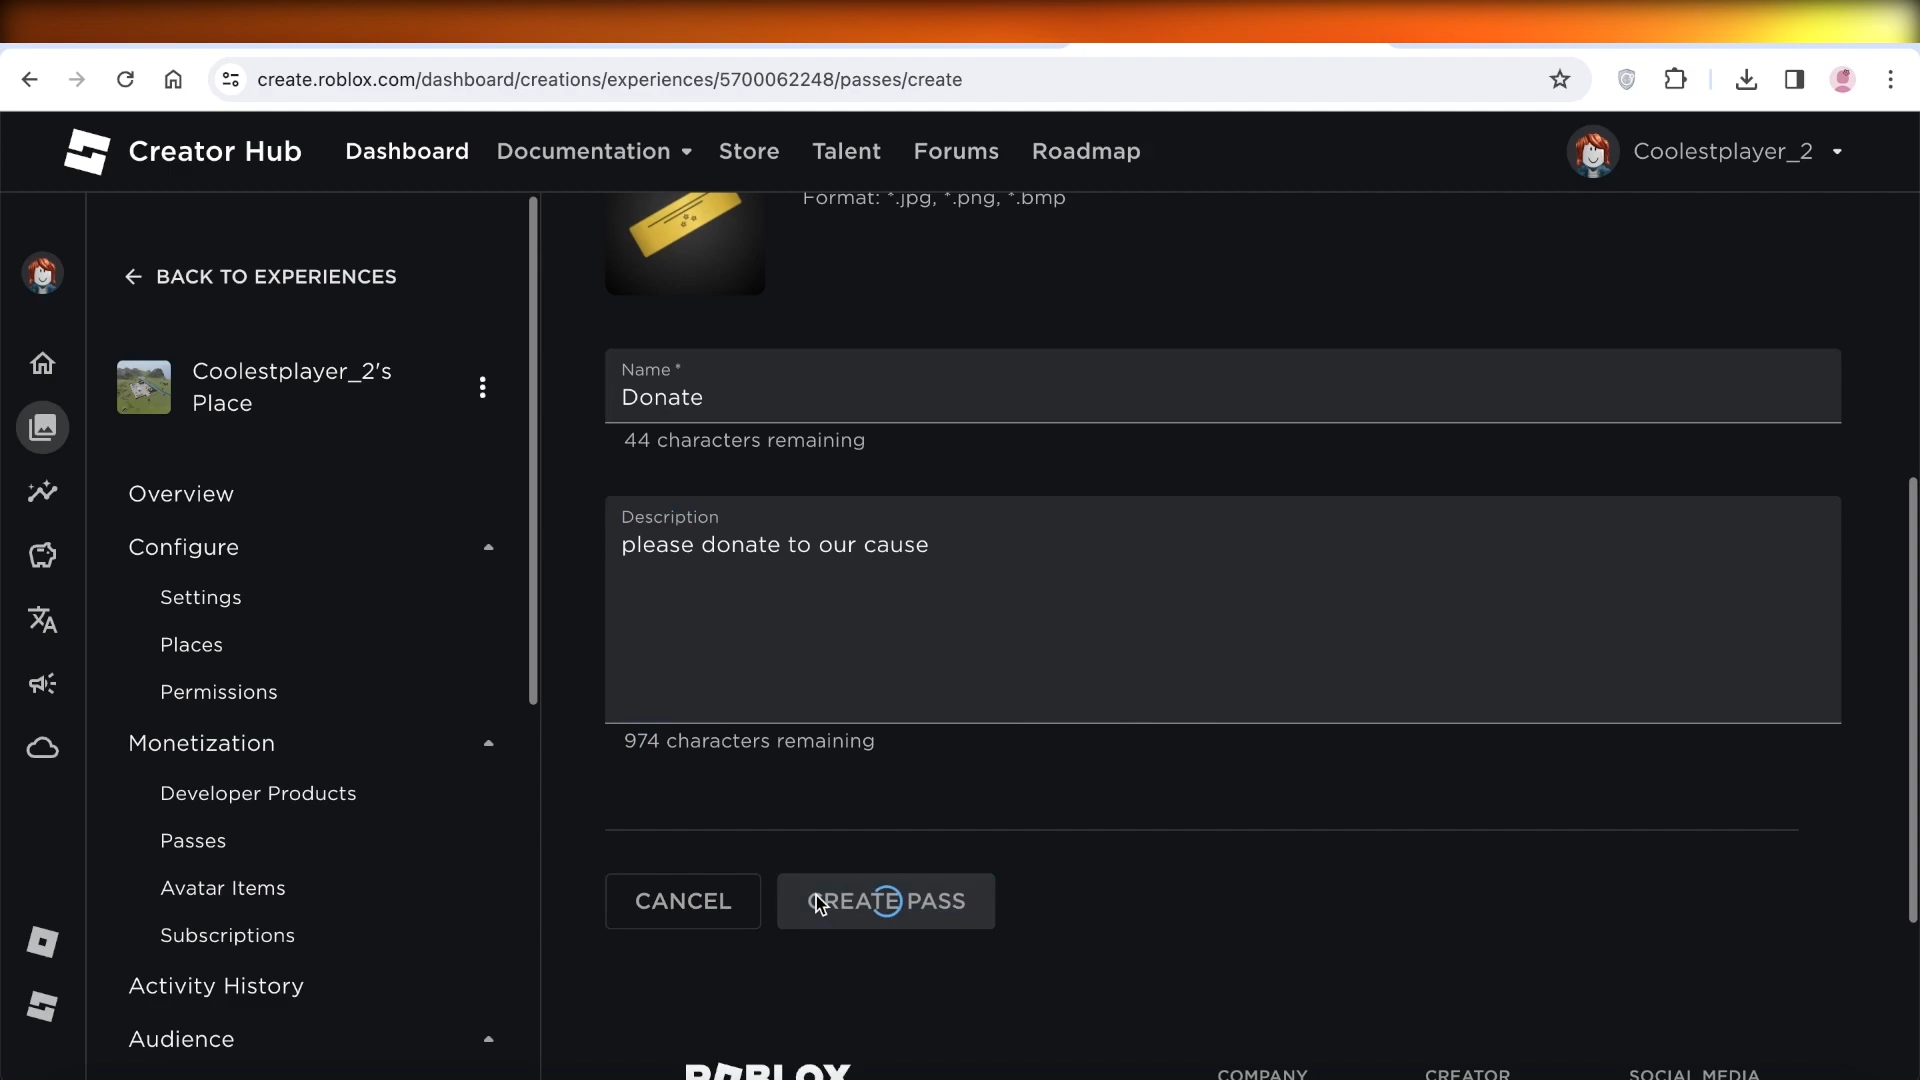 create.roblox.com/dashboard/creations/experiences/5700062248/passes/create
Creator Hub
Dashboard
Documentation
Store
Talent
Forums
Roadmap
Coolestplayer_2
BACK TO EXPERIENCES
Coolestplayer_2's
Place
Overview
Configure
Settings
Places
Permissions
Monetization
Developer Products
Passes
Avatar Items
Subscriptions
Activity History
Audience
Format: *.jpg, *.png, *.bmp
Name *
Donate
44 characters remaining
Description
please donate to our cause
974 characters remaining
CANCEL
CREATE PASS
ROBLOX
COMPANY
CREATOR
SOCIAL MEDIA